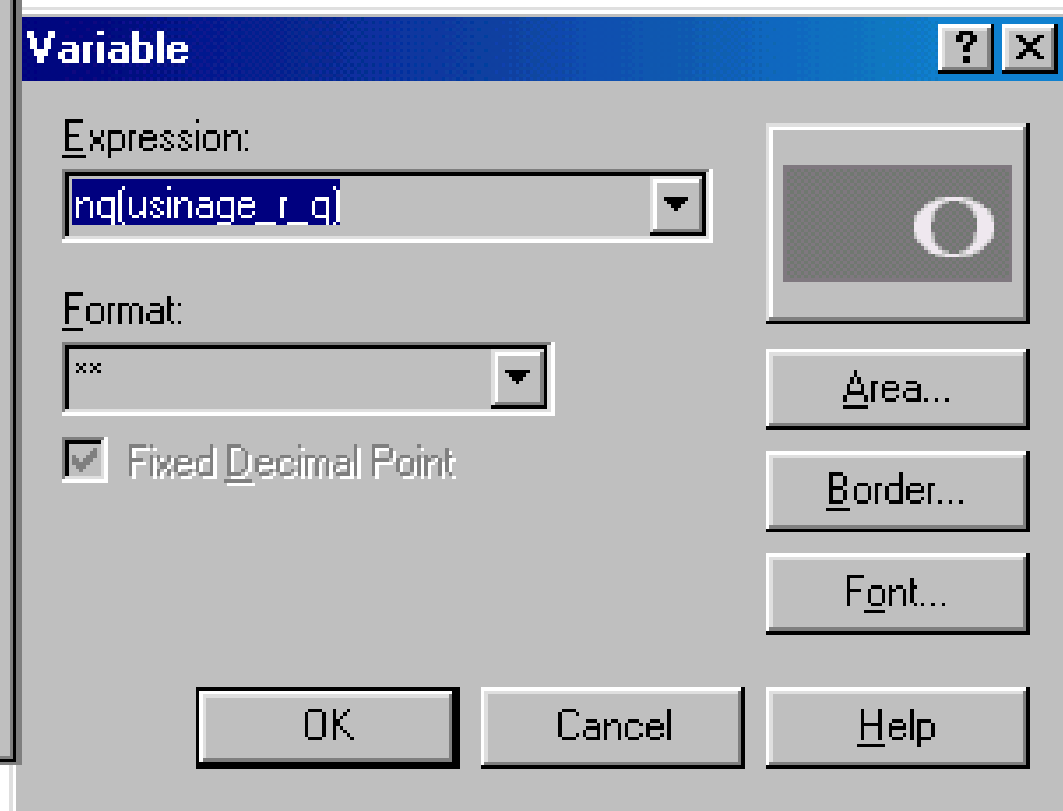 Variable
Expression:
nq(usinage_r_q)
O
Format:
**
Area...
Fixed Decimal Point
Border...
Font...
OK
Cancel
Help